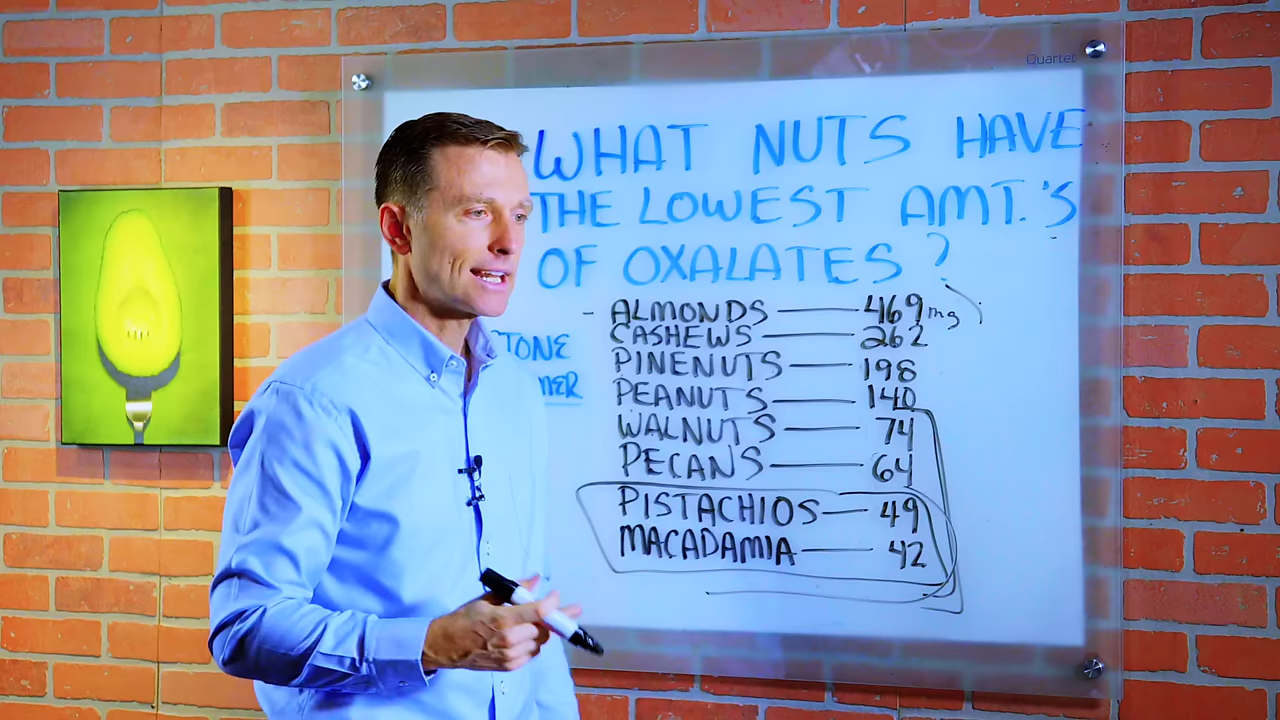 Quartet
WHAT NUTS HAVE
THE LOWEST AMT.'S
OF OXALATES?
- ALMONDS — 469mg
CASHEWS — 262
PINENUTS — 198
PEANUTS — 140
WALNUTS — 74
PECANS — 64
PISTACHIOS — 49
MACADAMIA — 42
TONE
MER